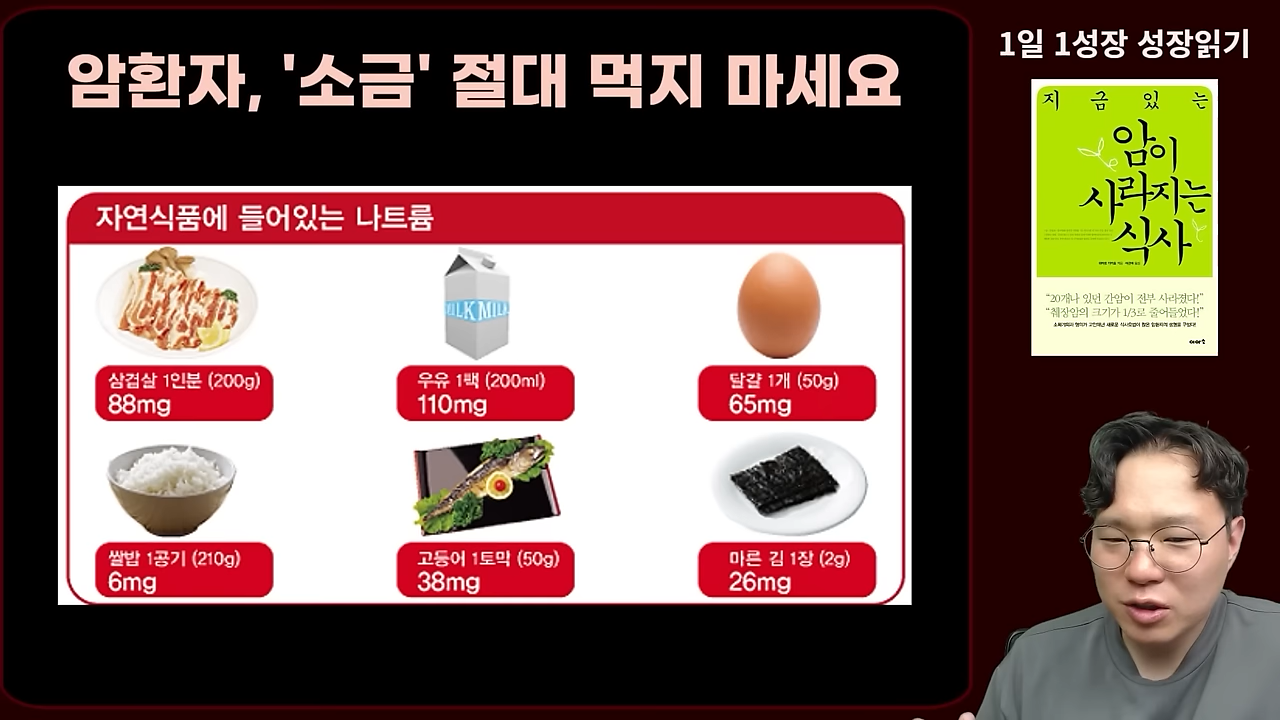 암환자, '소금' 절대 먹지 마세요
자연식품에 들어있는 나트륨
MILK MILK
삼겹살 1인분 (200g)
88mg
우유 1팩 (200ml)
110mg
달걀 1개 (50g)
65mg
쌀밥 1공기 (210g)
6mg
고등어 1토막 (50g)
38mg
마른 김 1장 (2g)
26mg
1일 1성장 성장읽기
지금있는
암이
사라지는
식사
“20개나 있던 간암이 전부 사라졌다!”
“췌장암의 크기가 1/3로 줄어들었다!”